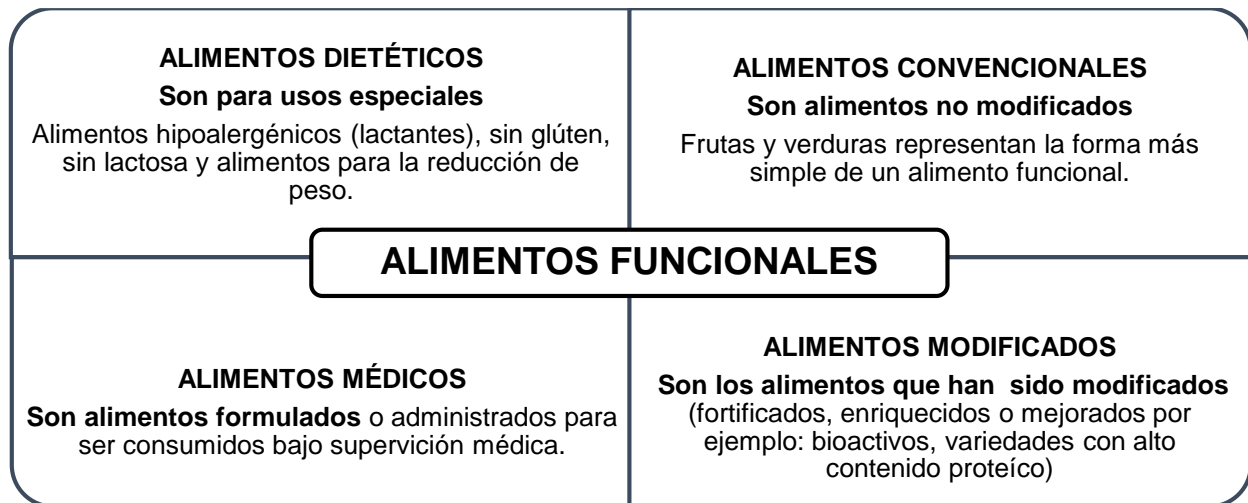 ALIMENTOS DIETÉTICOS
Son para usos especiales
Alimentos hipoalergénicos (lactantes), sin glúten,
sin lactosa y alimentos para la reducción de
peso.
ALIMENTOS CONVENCIONALES
Son alimentos no modificados
Frutas y verduras representan la forma más
simple de un alimento funcional.
ALIMENTOS FUNCIONALES
ALIMENTOS MÉDICOS
Son alimentos formulados o administrados para
ser consumidos bajo supervición médica.
ALIMENTOS MODIFICADOS
Son los alimentos que han sido modificados
(fortificados, enriquecidos o mejorados por
ejemplo: bioactivos, variedades con alto
contenido proteíco)